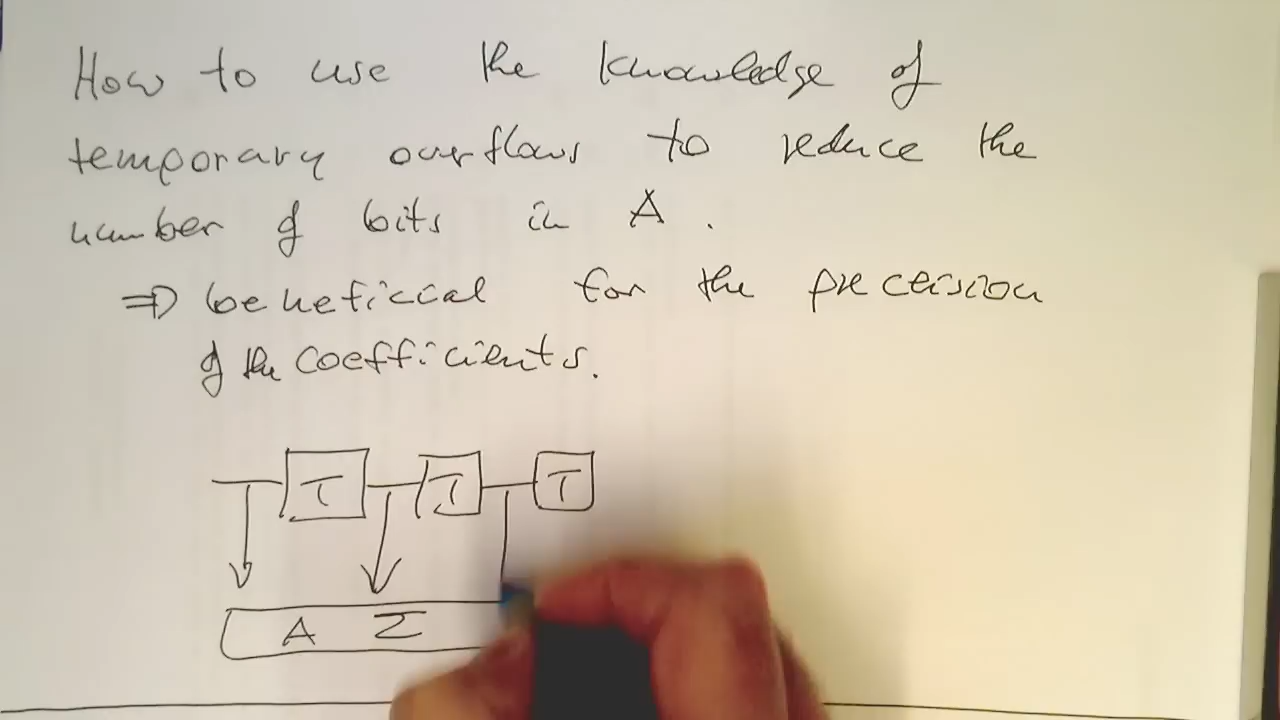 How to use the knowledge of
temporary overflows to reduce the
number of bits in A.
⇒ beneficial for the precision
of the coefficients.
T T T
A Σ